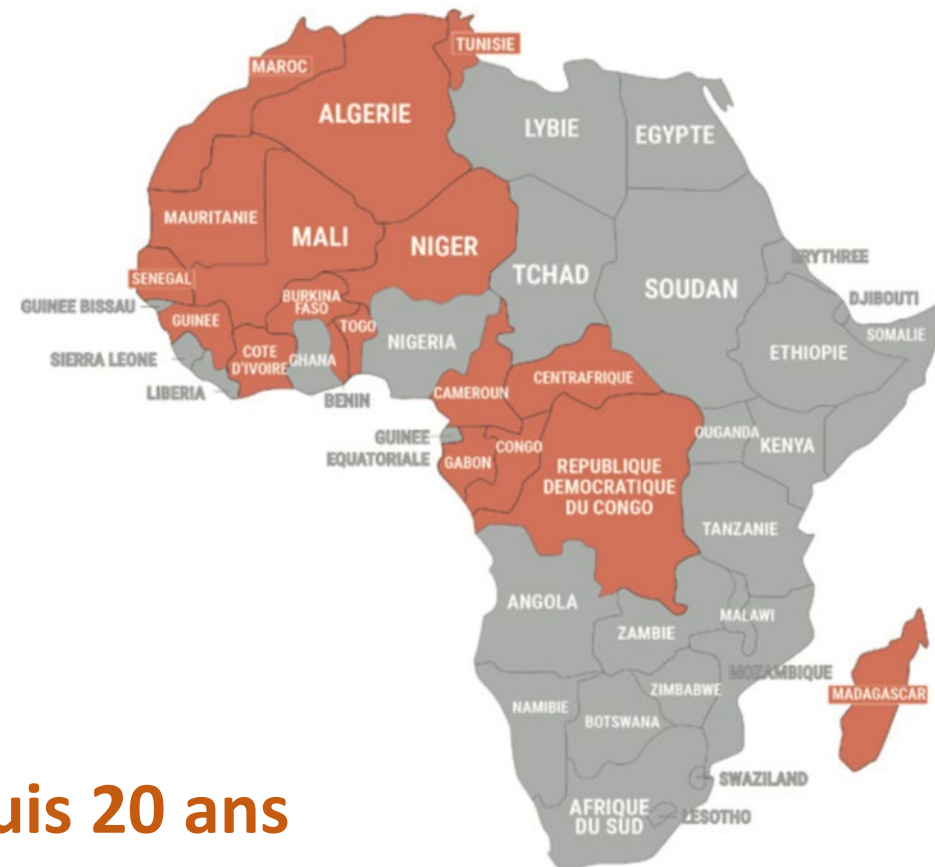 TUNISIE
MAROC
ALGERIE
LYBIE
EGYPTE
MAURITANIE
MALI
NIGER
TCHAD
SOUDAN
ERYTHREE
SENEGAL
DJIBOUTI
GUINEE BISSAU
BURKINA
FASO
GUINEE
TOGO
SOMALIE
NIGERIA
SIERRA LEONE
COTE
D'IVOIRE
GHANA
ETHIOPIE
LIBERIA
BENIN
CAMEROUN
CENTRAFRIQUE
GUINEE
EQUATORIALE
GABON
CONGO
OUGANDA
KENYA
REPUBLIQUE
DEMOCRATIQUE
DU CONGO
TANZANIE
ANGOLA
MALAWI
ZAMBIE
MOZAMBIQUE
ZIMBABWE
MADAGASCAR
NAMIBIE
BOTSWANA
SWAZILAND
AFRIQUE
DU SUD
LESOTHO
uis 20 ans